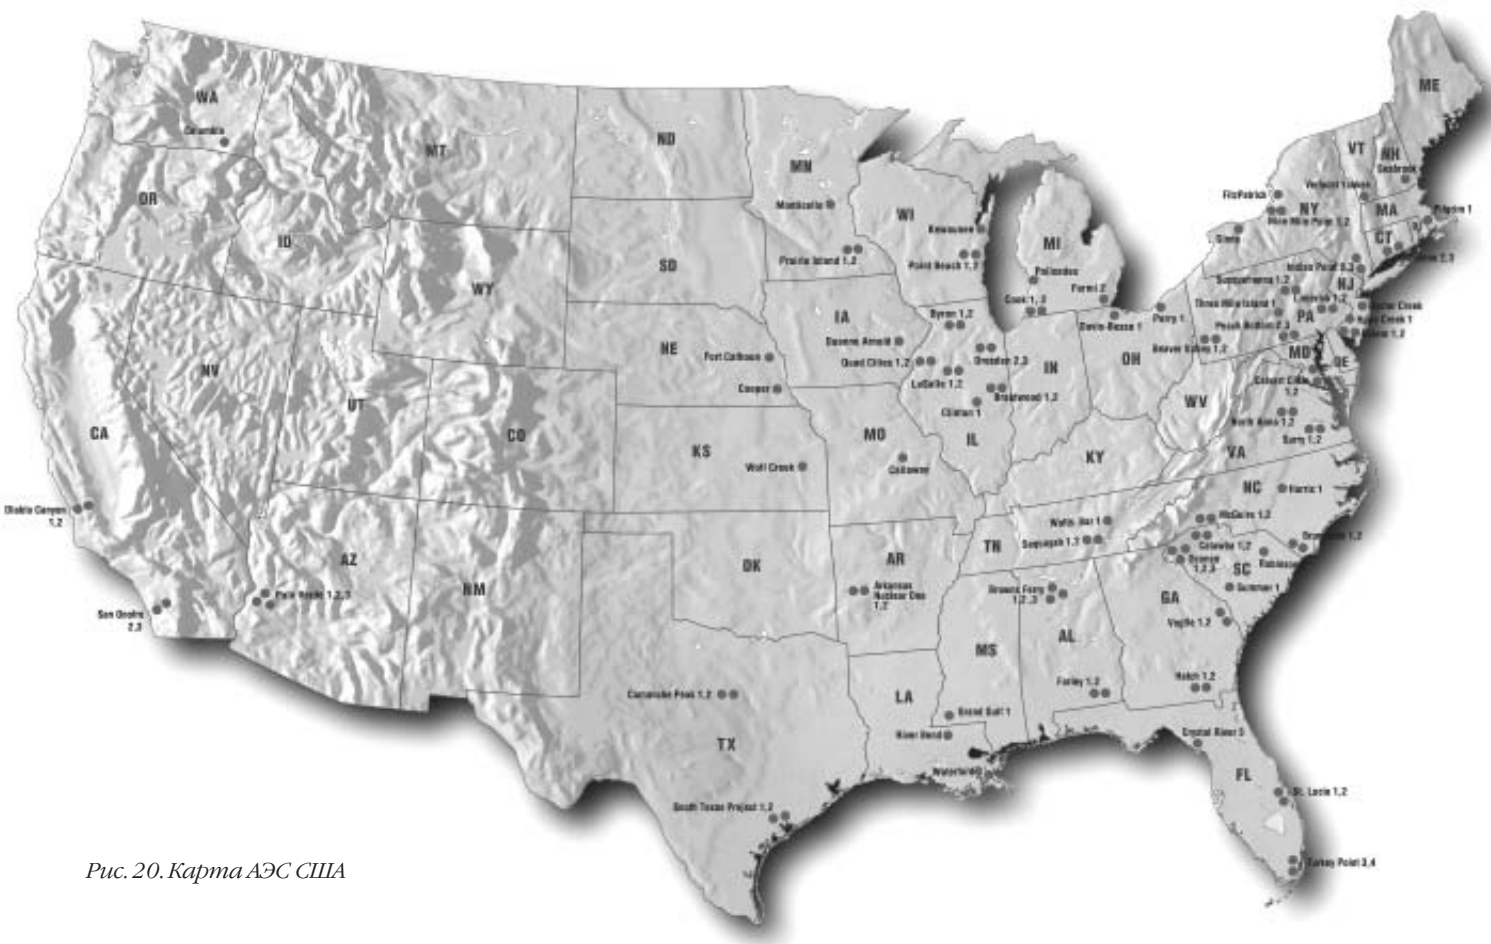 WA
Columbia
OR
ID
MT
ND
SD
NE
WY
NV
UT
CO
CA
AZ
NM
KS
OK
TX
MN
Monticello
Prairie Island 1,2
WI
Kewaunee
Point Beach 1,2
MI
Palisades
Fermi 2
Cook 1, 2
IA
Duane Arnold
Quad Cities 1,2
Fort Calhoun
Cooper
Byron 1,2
Dresden 2,3
LaSalle 1,2
Braidwood 1,2
Clinton 1
IL
IN
OH
Davis-Besse 1
Perry 1
Beaver Valley 1,2
MO
Callaway
Wolf Creek
KY
WV
VA
ME
VT
NH
Seabrook
Vermont Yankee
MA
Pilgrim 1
CT
RI
2,3
FitzPatrick
NY
Nine Mile Point 1,2
Ginna
Indian Point 2,3
Susquehanna 1,2
NJ
Three Mile Island 1
Limerick 1,2
PA
Oyster Creek
Hope Creek 1
Peach Bottom 2,3
Salem 1,2
MD
DE
Calvert Cliffs
1,2
North Anna 1,2
Surry 1,2
NC
Harris 1
McGuire 1,2
Watts Bar 1
Sequoyah 1,2
TN
Catawba 1,2
Oconee
1,2,3
SC
Robinson
Brunswick 1,2
Summer 1
AR
Arkansas
Nuclear One
1,2
Browns Ferry
1,2,3
GA
Vogtle 1,2
AL
MS
Farley 1,2
Hatch 1,2
LA
Grand Gulf 1
River Bend
Waterford
Crystal River 3
FL
St. Lucie 1,2
Turkey Point 3,4
Diablo Canyon
1,2
San Onofre
2,3
Palo Verde 1,2,3
Comanche Peak 1,2
South Texas Project 1,2
Рис. 20. Карта АЭС США